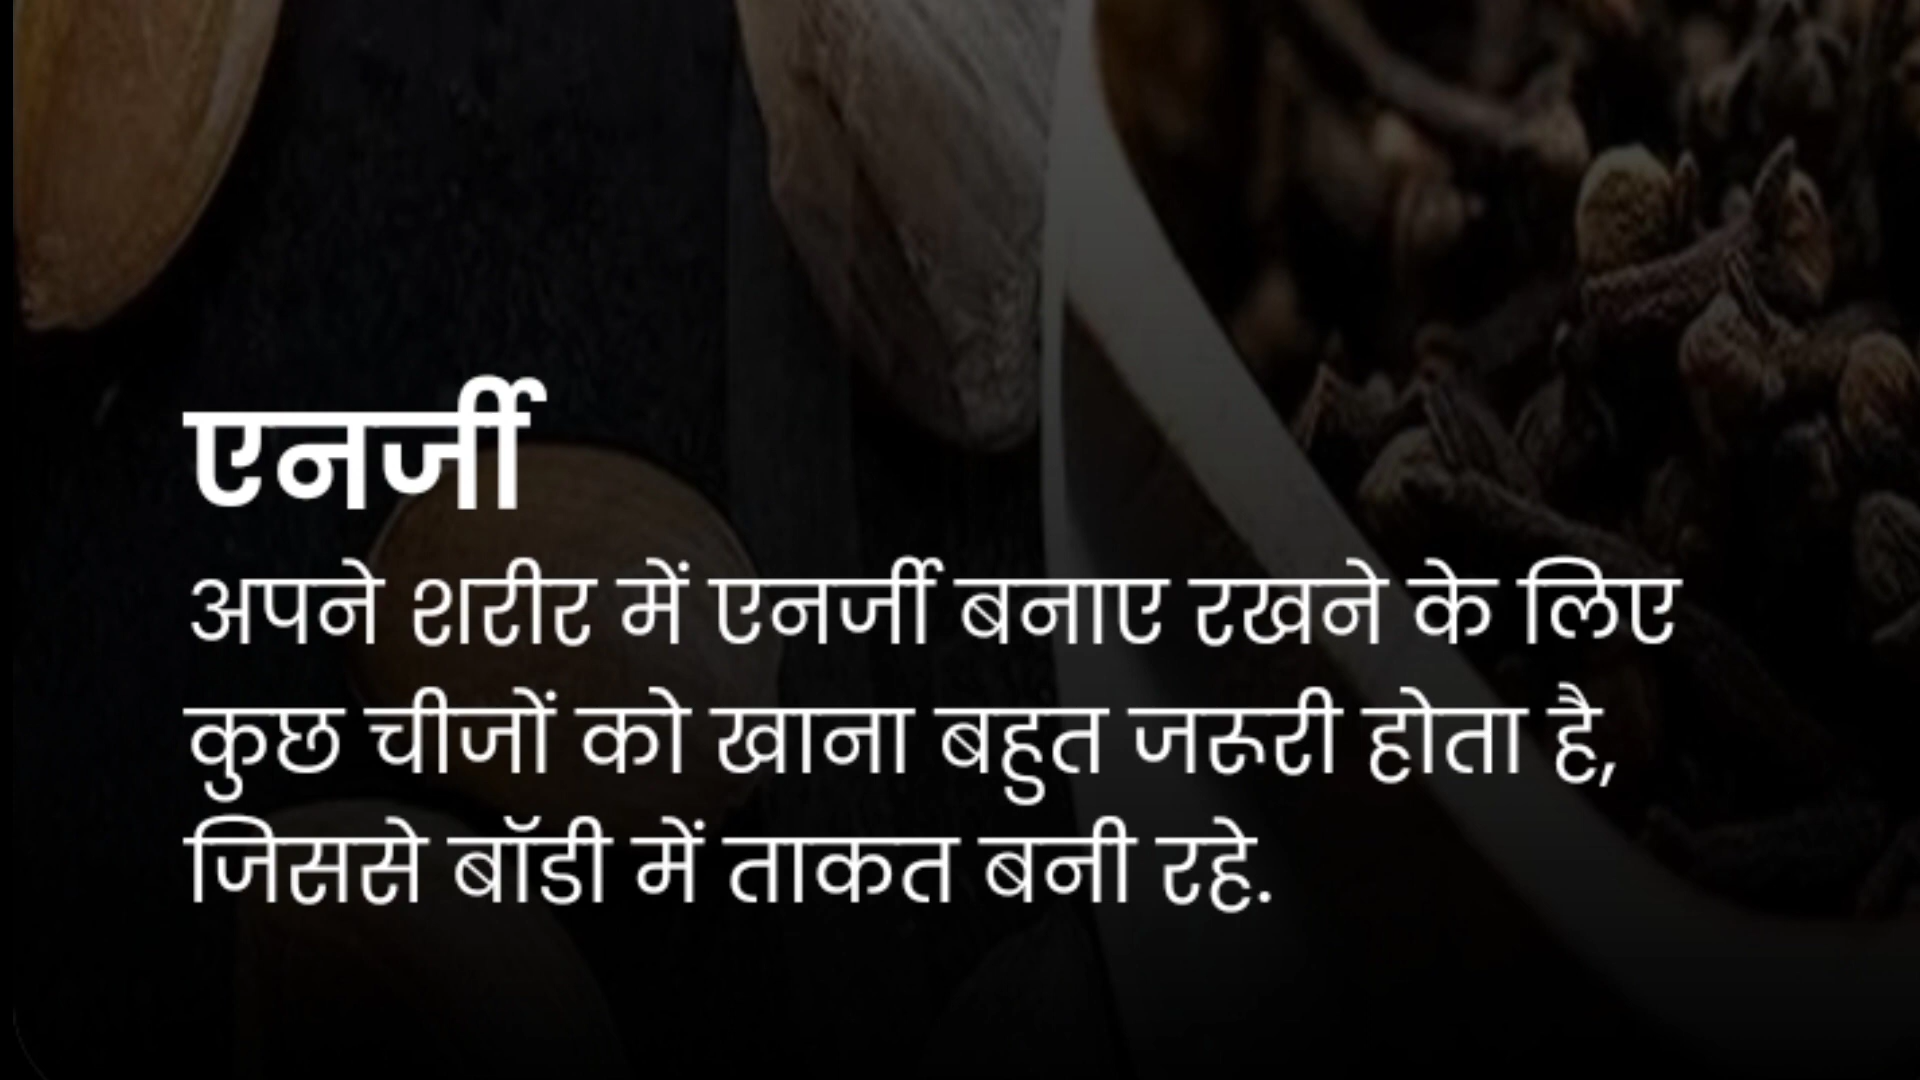 एनर्जी
अपने शरीर में एनर्जी बनाए रखने के लिए
कुछ चीजों को खाना बहुत जरूरी होता है,
जिससे बॉडी में ताकत बनी रहे.